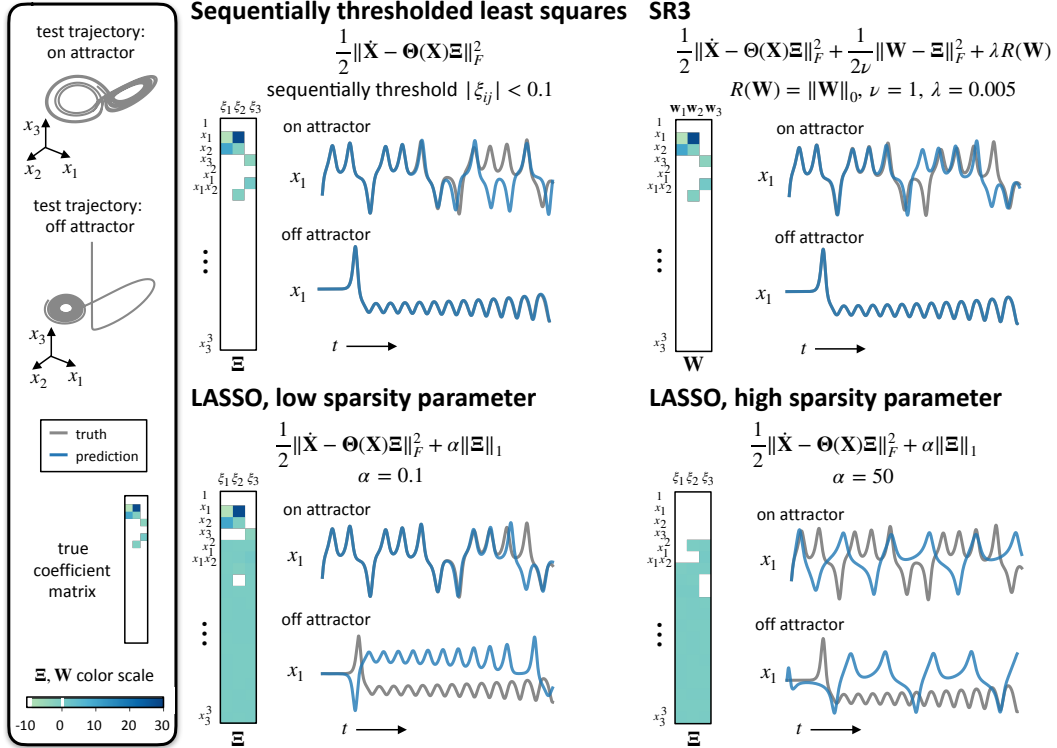 test trajectory:
on attractor
x₃
x₂ x₁
test trajectory:
off attractor
x₃
x₂ x₁
truth
prediction
true
coefficient
matrix
Ξ, W color scale
-10 0 10 20 30
Sequentially thresholded least squares
1/2 ‖Ẋ − Θ(X)Ξ‖²_F
sequentially threshold |ξᵢⱼ| < 0.1
ξ₁ ξ₂ ξ₃
1
x₁
x₂
x₃
x₁²
x₁x₂
⋮
x₃³
Ξ
on attractor
x₁
off attractor
x₁
t
SR3
1/2 ‖Ẋ − Θ(X)Ξ‖²_F + 1/2ν ‖W − Ξ‖²_F + λR(W)
R(W) = ‖W‖₀, ν = 1, λ = 0.005
w₁ w₂ w₃
1
x₁
x₂
x₃
x₁²
x₁x₂
⋮
x₃³
W
on attractor
x₁
off attractor
x₁
t
LASSO, low sparsity parameter
1/2 ‖Ẋ − Θ(X)Ξ‖²_F + α‖Ξ‖₁
α = 0.1
ξ₁ ξ₂ ξ₃
1
x₁
x₂
x₃
x₁²
x₁x₂
⋮
x₃³
Ξ
on attractor
x₁
off attractor
x₁
t
LASSO, high sparsity parameter
1/2 ‖Ẋ − Θ(X)Ξ‖²_F + α‖Ξ‖₁
α = 50
ξ₁ ξ₂ ξ₃
1
x₁
x₂
x₃
x₁²
x₁x₂
⋮
x₃³
Ξ
on attractor
x₁
off attractor
x₁
t